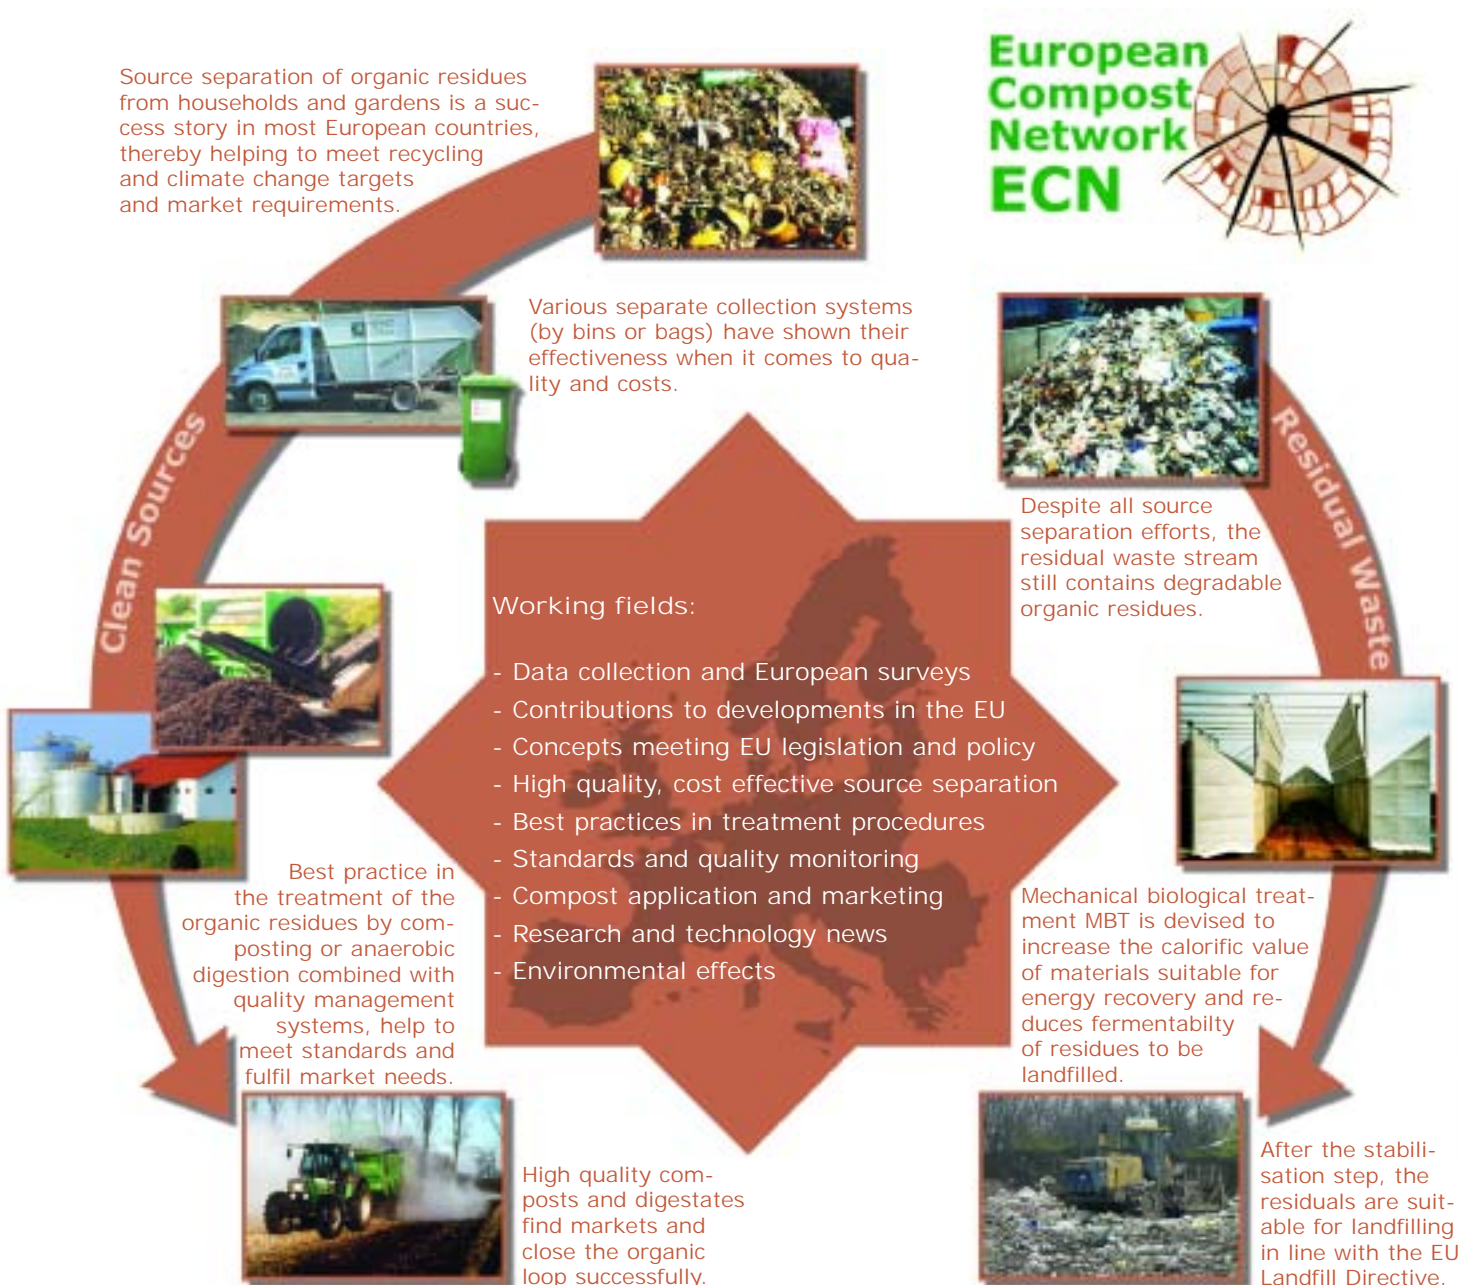 Source separation of organic residues
from households and gardens is a suc-
cess story in most European countries,
thereby helping to meet recycling
and climate change targets
and market requirements.
European
Compost
Network
ECN
Various separate collection systems
(by bins or bags) have shown their
effectiveness when it comes to qua-
lity and costs.
Clean Sources
Residual Waste
Despite all source
separation efforts, the
residual waste stream
still contains degradable
organic residues.
Working fields:
- Data collection and European surveys
- Contributions to developments in the EU
- Concepts meeting EU legislation and policy
- High quality, cost effective source separation
- Best practices in treatment procedures
- Standards and quality monitoring
- Compost application and marketing
- Research and technology news
- Environmental effects
Best practice in
the treatment of the
organic residues by com-
posting or anaerobic
digestion combined with
quality management
systems, help to
meet standards and
fulfil market needs.
Mechanical biological treat-
ment MBT is devised to
increase the calorific value
of materials suitable for
energy recovery and re-
duces fermentabilty
of residues to be
landfilled.
High quality com-
posts and digestates
find markets and
close the organic
loop successfully.
After the stabili-
sation step, the
residuals are suit-
able for landfilling
in line with the EU
Landfill Directive.